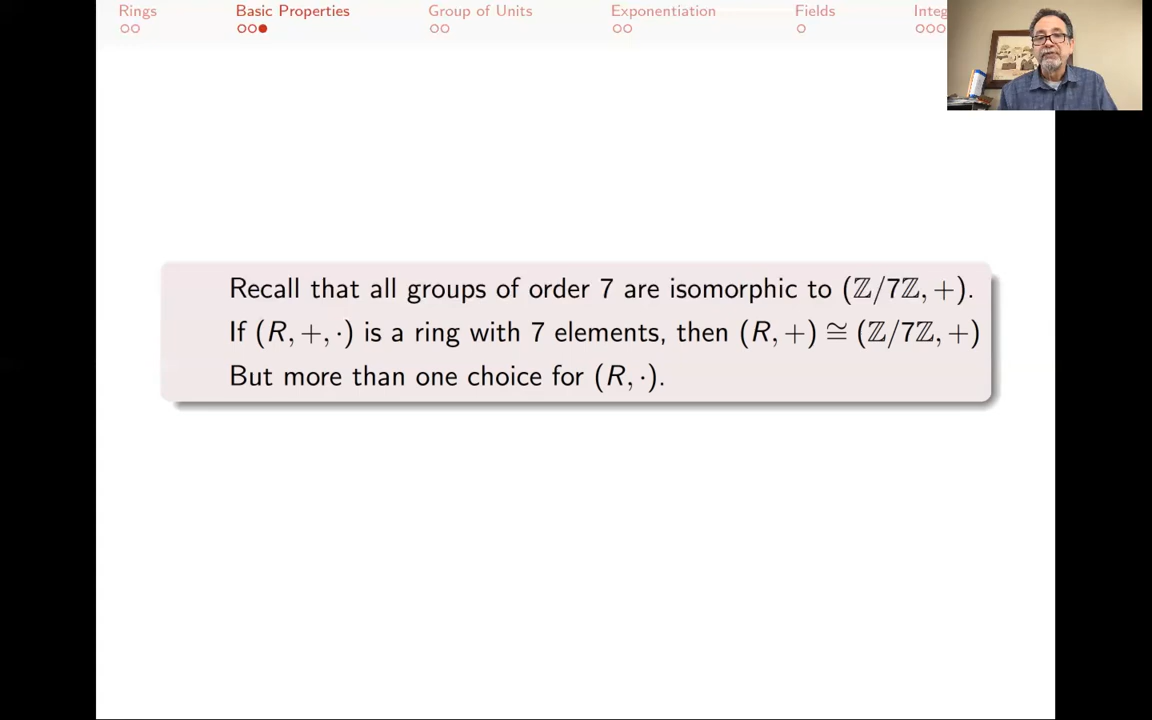 Rings
Basic Properties
Group of Units
Exponentiation
Fields
Integ
Recall that all groups of order 7 are isomorphic to (ℤ/7ℤ, +).
If (R, +, ·) is a ring with 7 elements, then (R, +) ≅ (ℤ/7ℤ, +)
But more than one choice for (R, ·).